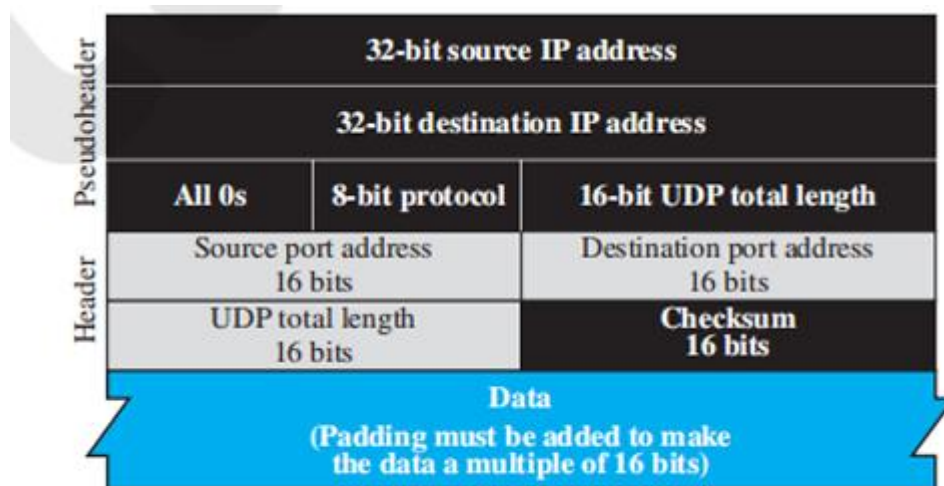 Pseudoheader
32-bit source IP address
32-bit destination IP address
All 0s 8-bit protocol 16-bit UDP total length
Header
Source port address Destination port address
16 bits 16 bits
UDP total length Checksum
16 bits 16 bits
Data
(Padding must be added to make
the data a multiple of 16 bits)